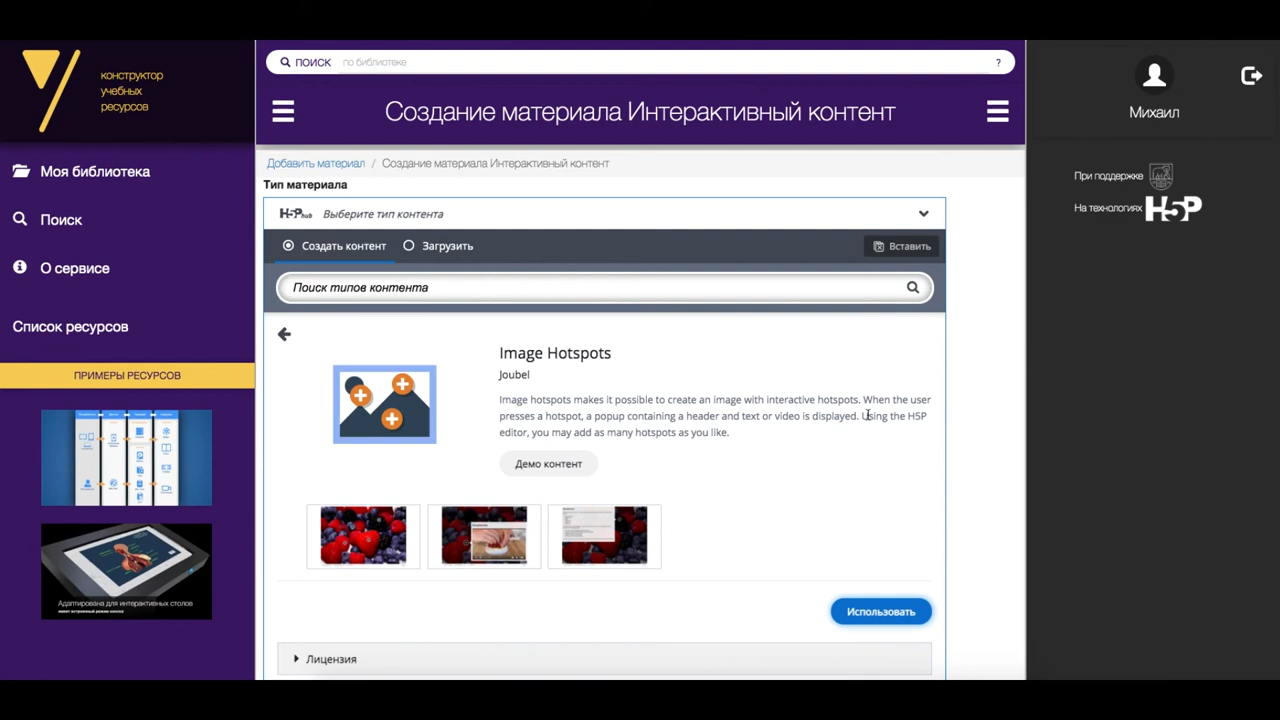 конструктор
учебных
ресурсов
Моя библиотека
Поиск
О сервисе
Список ресурсов
ПРИМЕРЫ РЕСУРСОВ
Адаптирована для интерактивных столов
ПОИСК по библиотеке ?
Создание материала Интерактивный контент
Добавить материал / Создание материала Интерактивный контент
Тип материала
H5P hub Выберите тип контента
Создать контент Загрузить Вставить
Поиск типов контента
Image Hotspots
Joubel
Image hotspots makes it possible to create an image with interactive hotspots. When the user
presses a hotspot, a popup containing a header and text or video is displayed. Using the H5P
editor, you may add as many hotspots as you like.
Демо контент
Использовать
Лицензия
Михаил
При поддержке
На технологиях H5P